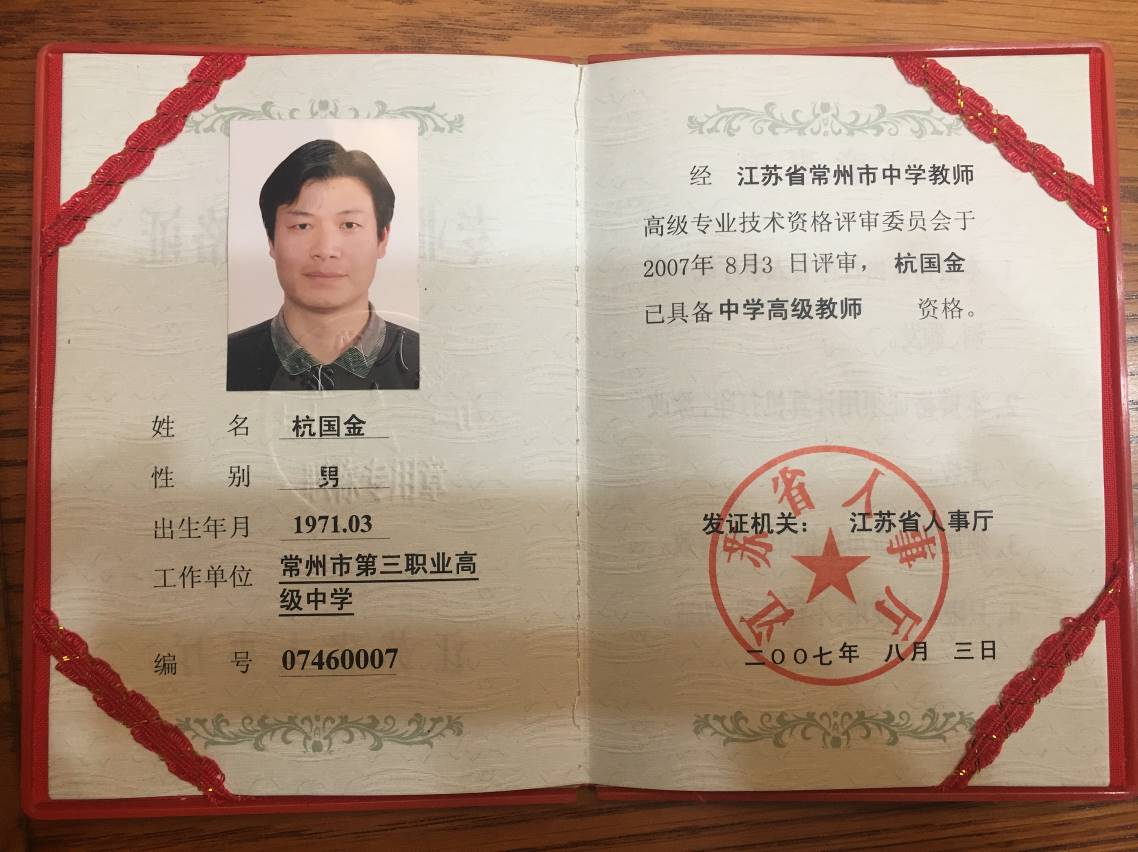 姓 名 杭国金
性 别 男
出生年月 1971.03
工作单位 常州市第三职业高
级中学
编 号 07460007
经 江苏省常州市中学教师
高级专业技术资格评审委员会于
2007年 8月3 日评审， 杭国金
已具备 中学高级教师 资格。
发证机关： 江苏省人事厅
江苏省人事厅
二〇〇七年 八月 三日